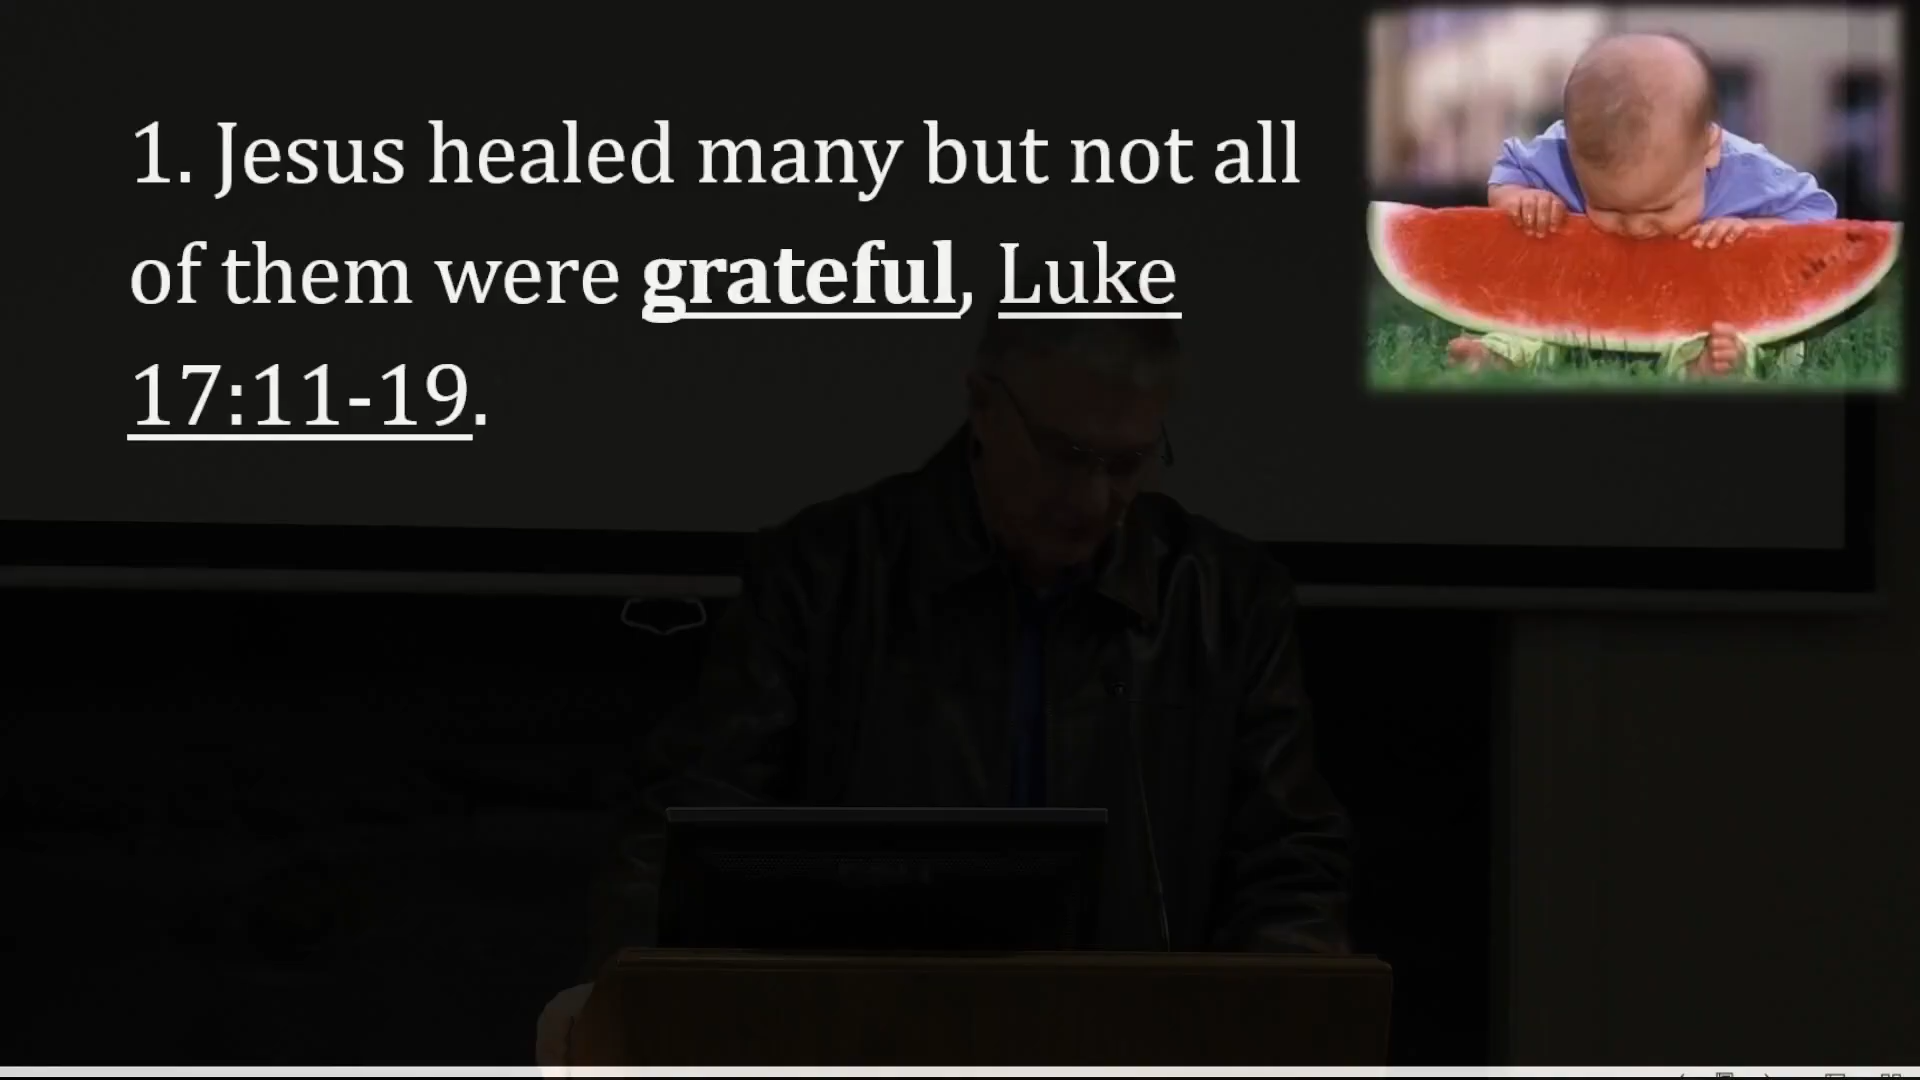 1. Jesus healed many but not all
of them were grateful, Luke
17:11-19.